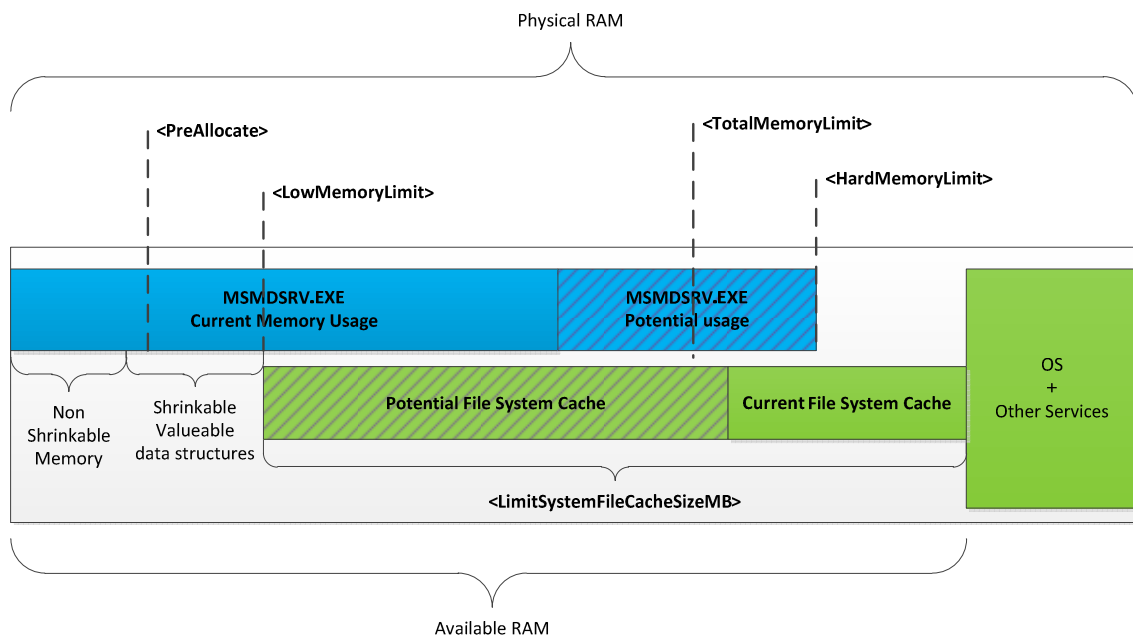 Physical RAM
<PreAllocate>
<TotalMemoryLimit>
<LowMemoryLimit>
<HardMemoryLimit>
MSMDSRV.EXE
Current Memory Usage
MSMDSRV.EXE
Potential usage
Non
Shrinkable
Memory
Shrinkable
Valueable
data structures
Potential File System Cache
Current File System Cache
OS
+
Other Services
<LimitSystemFileCacheSizeMB>
Available RAM